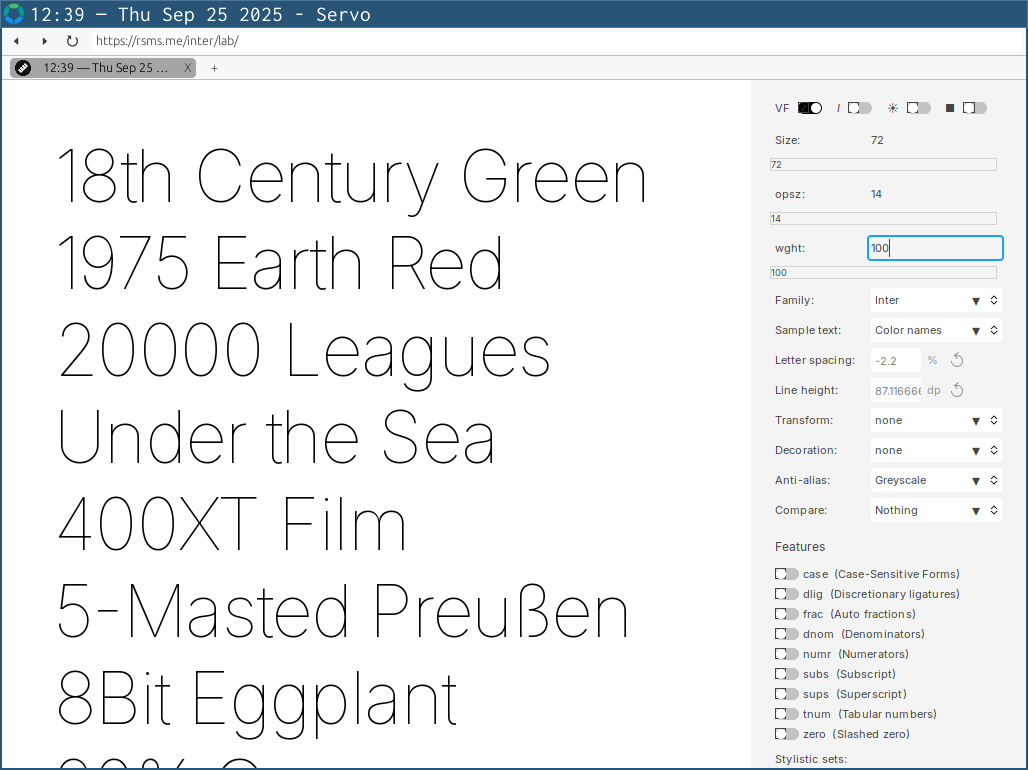 12:39 — Thu Sep 25 2025 - Servo
https://rsms.me/inter/lab/
12:39 — Thu Sep 25 ... X +
VF I
Size: 72
72
opsz: 14
14
wght: 100
100
Family: Inter
Sample text: Color names
Letter spacing: -2.2 %
Line height: 87.116666 dp
Transform: none
Decoration: none
Anti-alias: Greyscale
Compare: Nothing
Features
case (Case-Sensitive Forms)
dlig (Discretionary ligatures)
frac (Auto fractions)
dnom (Denominators)
numr (Numerators)
subs (Subscript)
sups (Superscript)
tnum (Tabular numbers)
zero (Slashed zero)
Stylistic sets:
18th Century Green
1975 Earth Red
20000 Leagues
Under the Sea
400XT Film
5-Masted Preußen
8Bit Eggplant